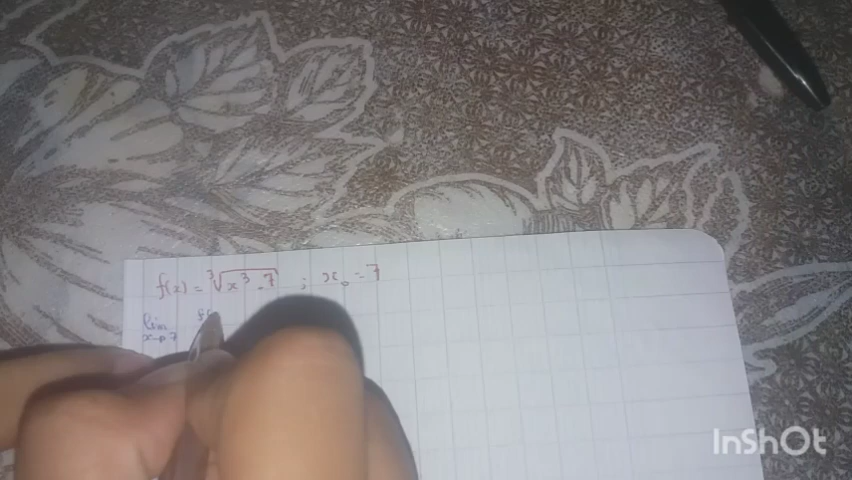 f(x) = ∛(x³ - 7) ; x₀ = 7
lim f(
x→7
InShOt